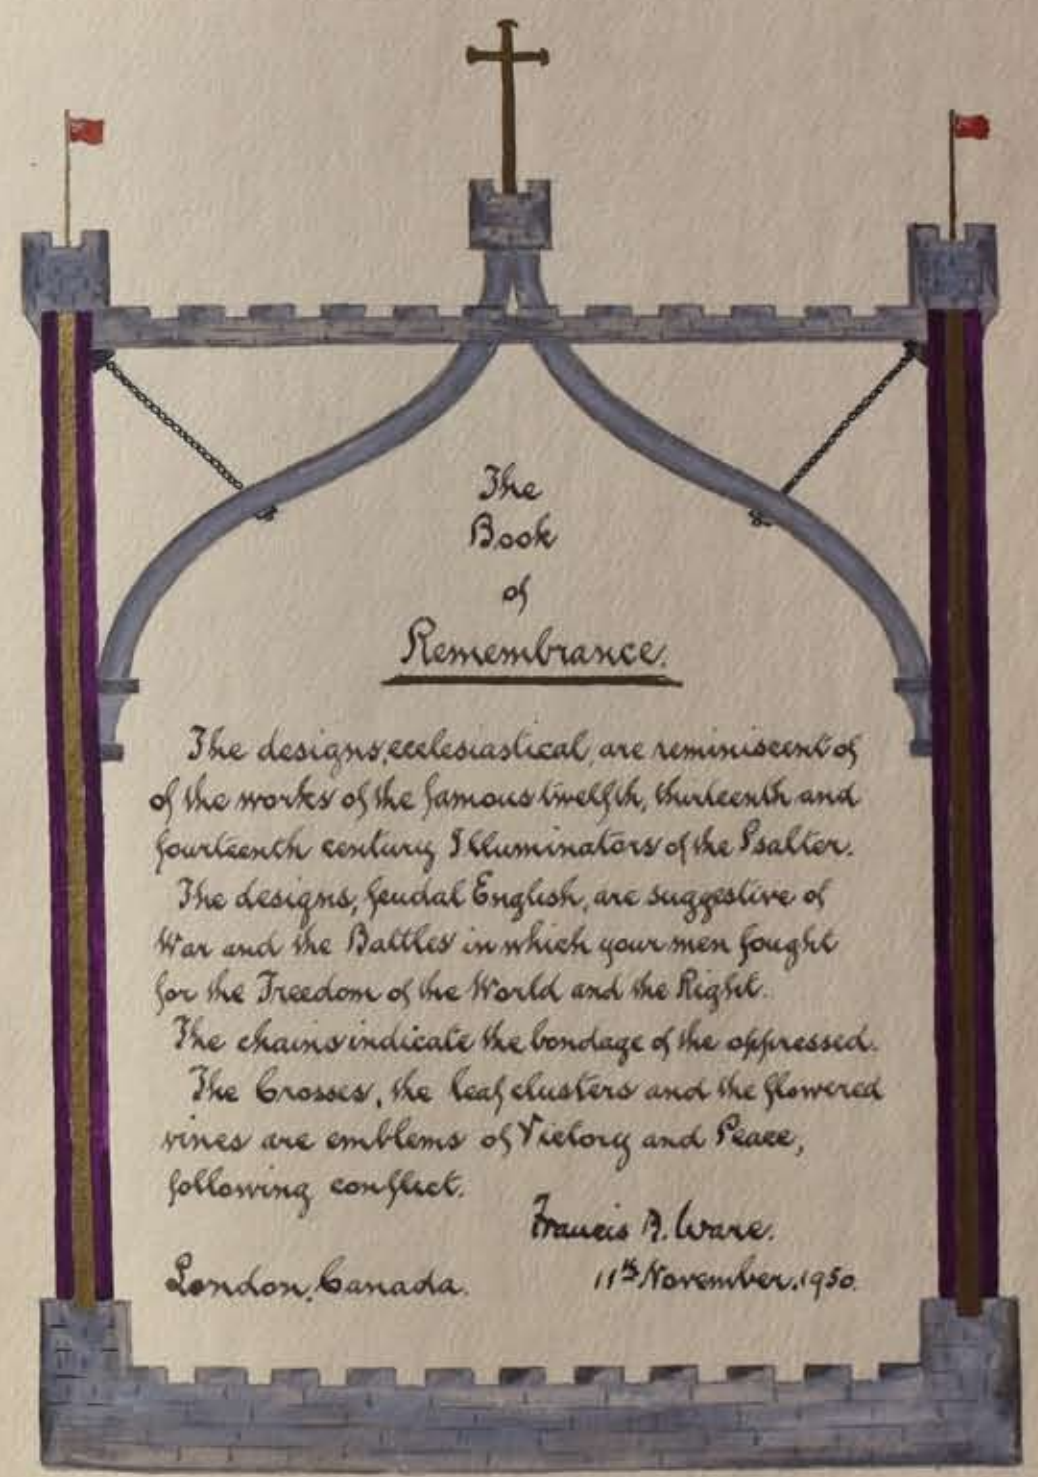 The
Book
of
Remembrance.
The designs, ecclesiastical, are reminiscent of
of the works of the famous twelfth, thirteenth and
fourteenth century Illuminators of the Psalter.
The designs, feudal English, are suggestive of
War and the Battles in which your men fought
for the Freedom of the World and the Right.
The chains indicate the bondage of the oppressed.
The Crosses, the leaf clusters and the flowered
vines are emblems of Victory and Peace,
following conflict.
Francis B. Ware.
London, Canada.
11th November, 1950.